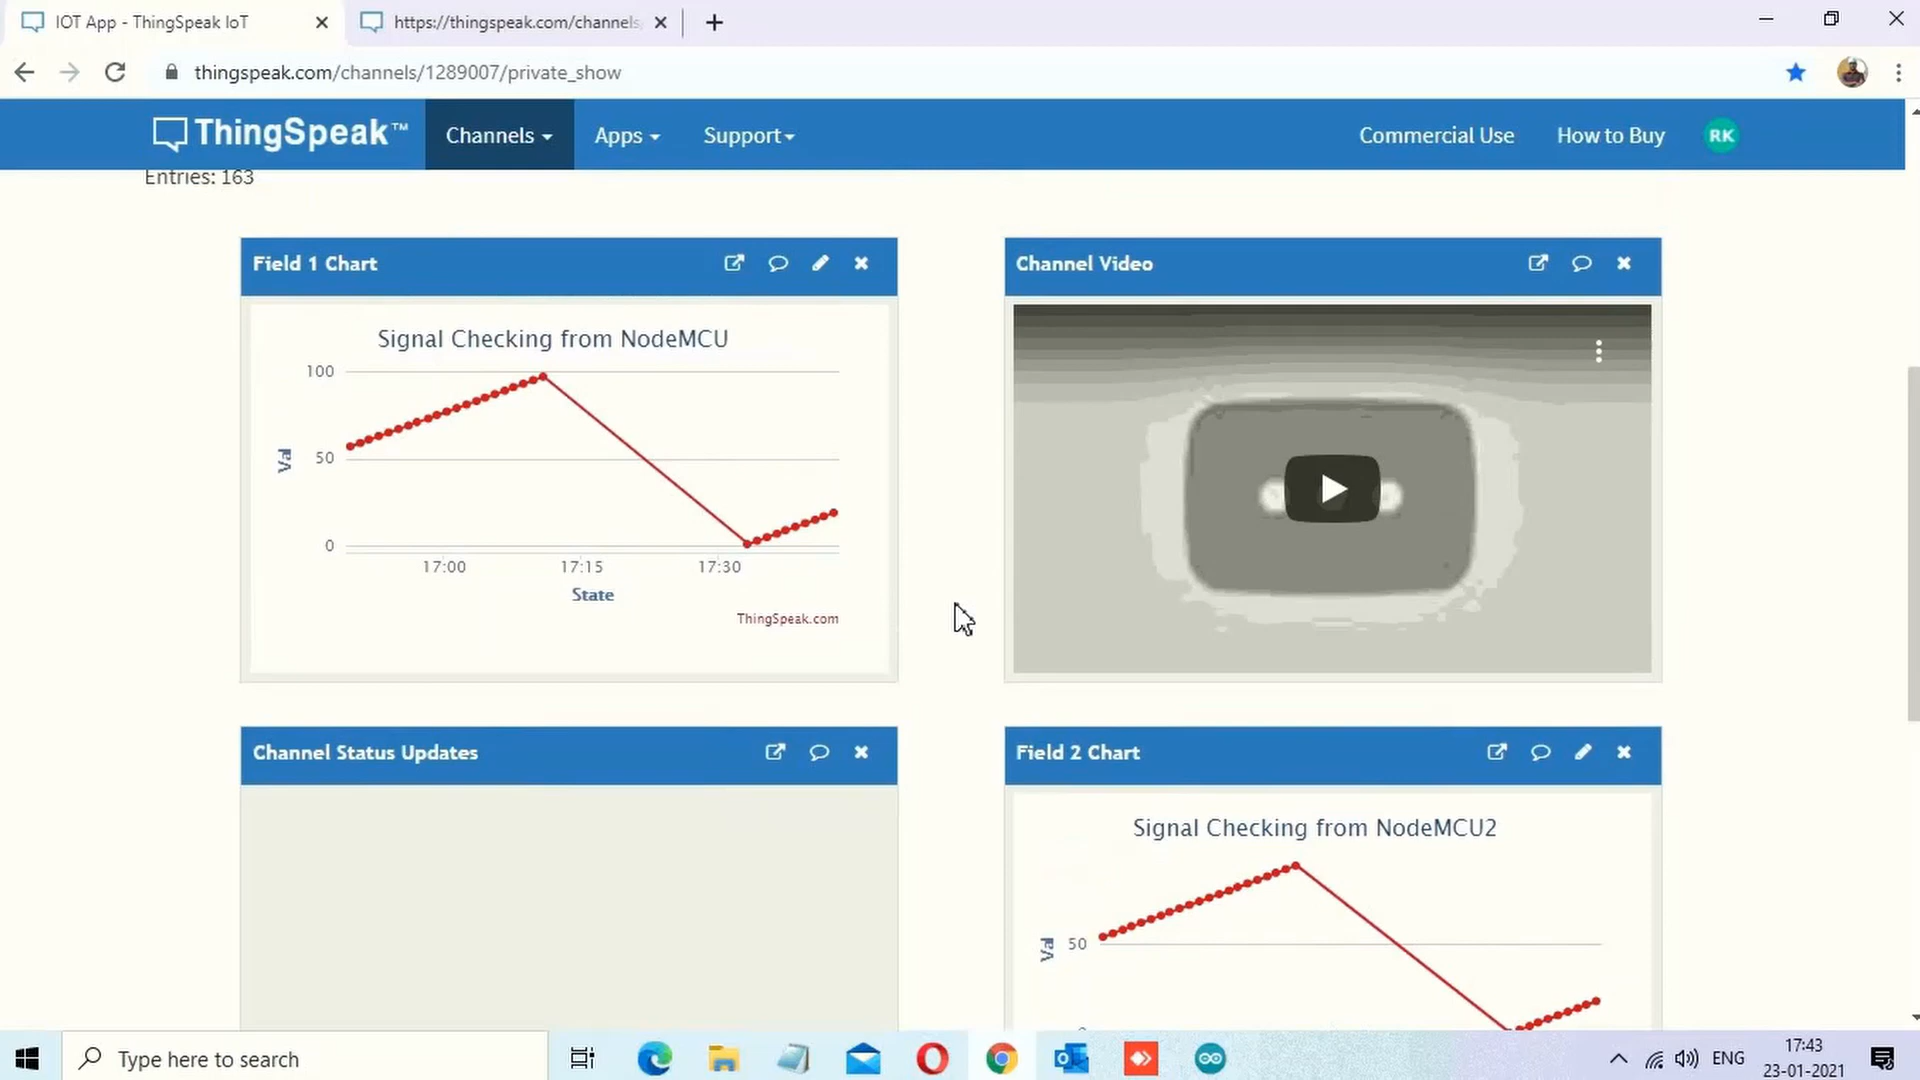 IOT App - ThingSpeak IoT
https://thingspeak.com/channels
thingspeak.com/channels/1289007/private_show
ThingSpeak™
Channels
Apps
Support
Commercial Use
How to Buy
RK
Entries: 163
Field 1 Chart
Channel Video
Signal Checking from NodeMCU
100
50
0
Val
17:00
17:15
17:30
State
ThingSpeak.com
Channel Status Updates
Field 2 Chart
Signal Checking from NodeMCU2
50
Val
Type here to search
ENG
17:43
23-01-2021